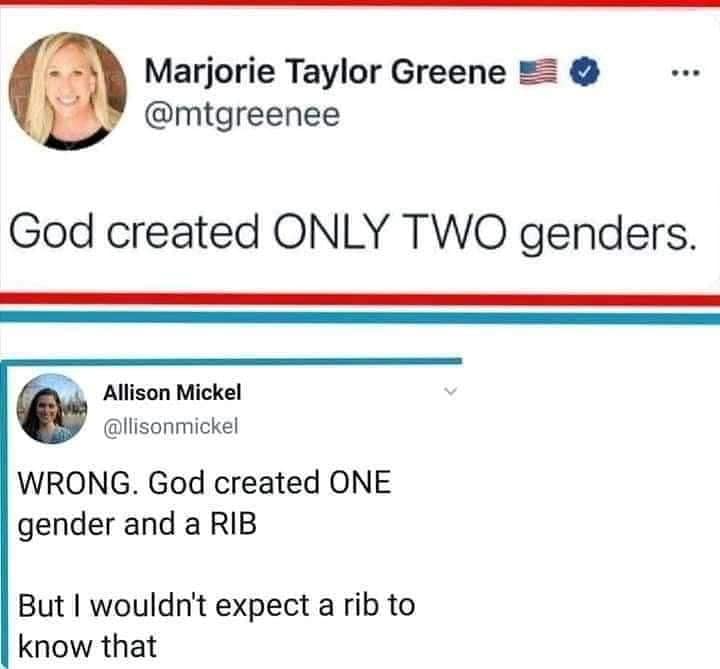 Marjorie Taylor Greene 🇺🇸
@mtgreenee
God created ONLY TWO genders.
Allison Mickel
@llisonmickel
WRONG. God created ONE
gender and a RIB
But I wouldn't expect a rib to
know that